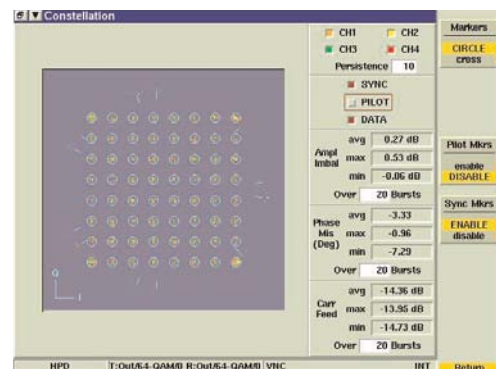 Constellation
CH1 CH2
CH3 CH4
Persistence 10
SYNC
PILOT
DATA
Ampl Imbal
avg 0.27 dB
max 0.53 dB
min -0.06 dB
Over 20 Bursts
Phase Mis (Deg)
avg -3.33
max -0.96
min -7.29
Over 20 Bursts
Carr Feed
avg -14.36 dB
max -13.95 dB
min -14.73 dB
Over 20 Bursts
Q
I
Markers
CIRCLE
cross
Pilot Mkrs
enable
DISABLE
Sync Mkrs
ENABLE
disable
Return
HPD T:Out/64-QAM/0 R:Out/64-QAM/0 VNC INT